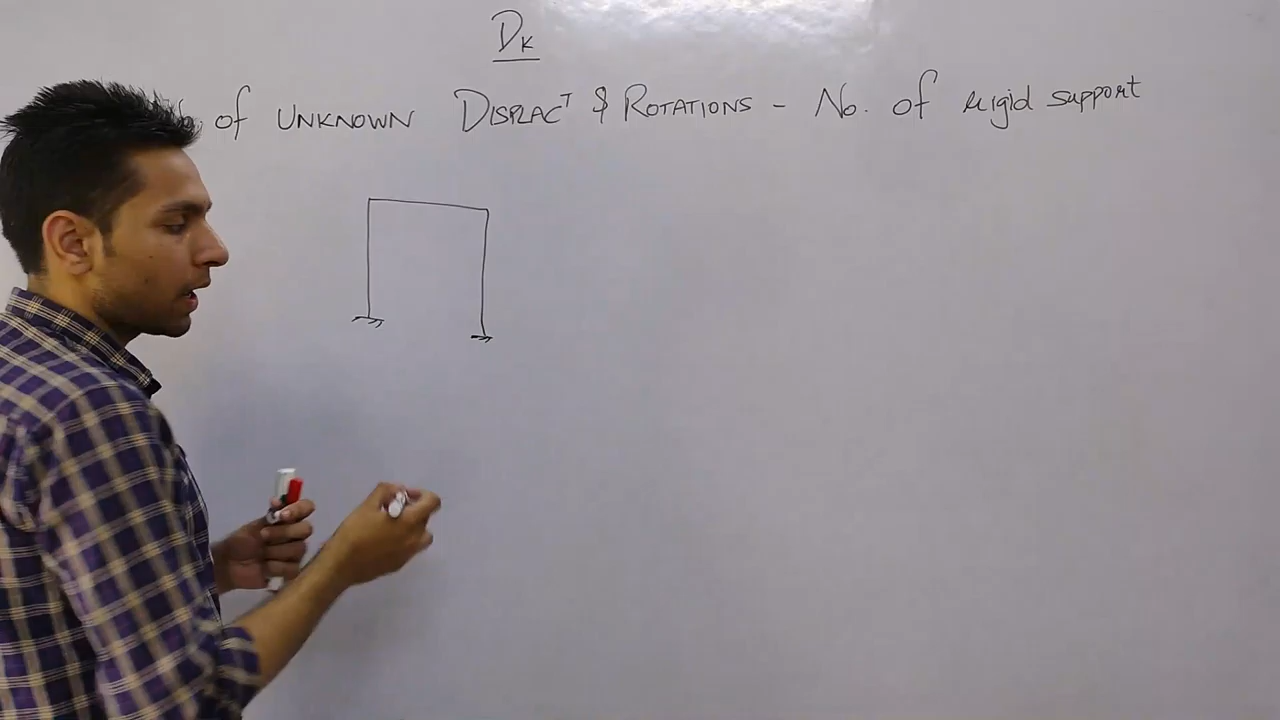 DK
of UNKNOWN DISPLACT & ROTATIONS - No. of rigid support